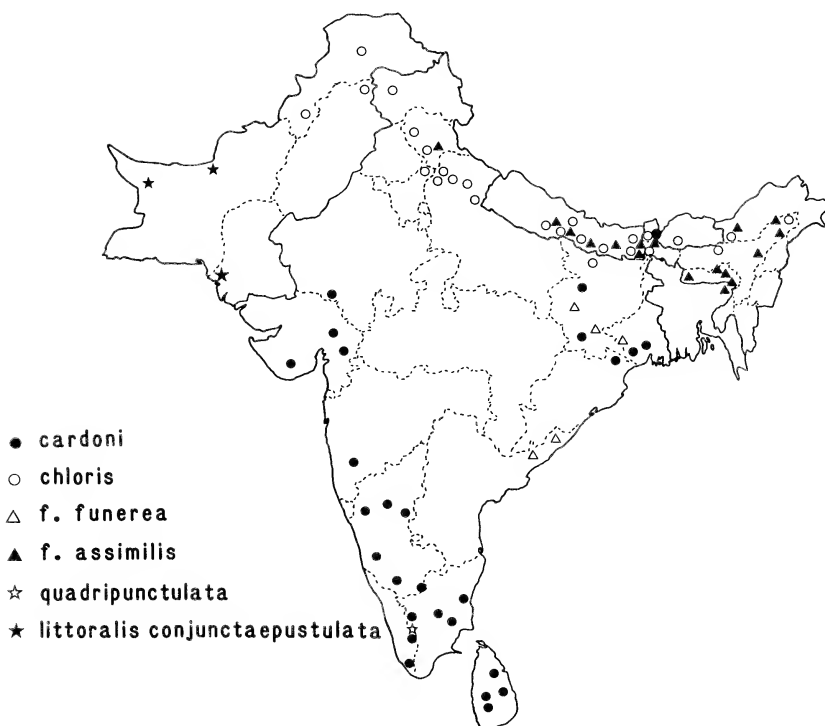 cardoni
chloris
f. funerea
f. assimilis
quadripunctulata
littoralis conjunctaepustulata